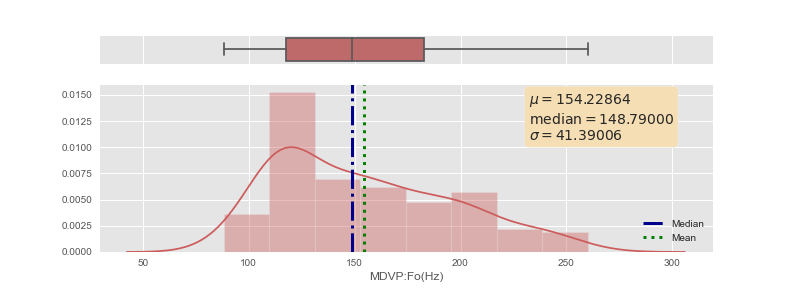 0.0150
0.0125
0.0100
0.0075
0.0050
0.0025
0.0000
μ = 154.22864
median = 148.79000
σ = 41.39006
Median
Mean
50 100 150 200 250 300
MDVP:Fo(Hz)